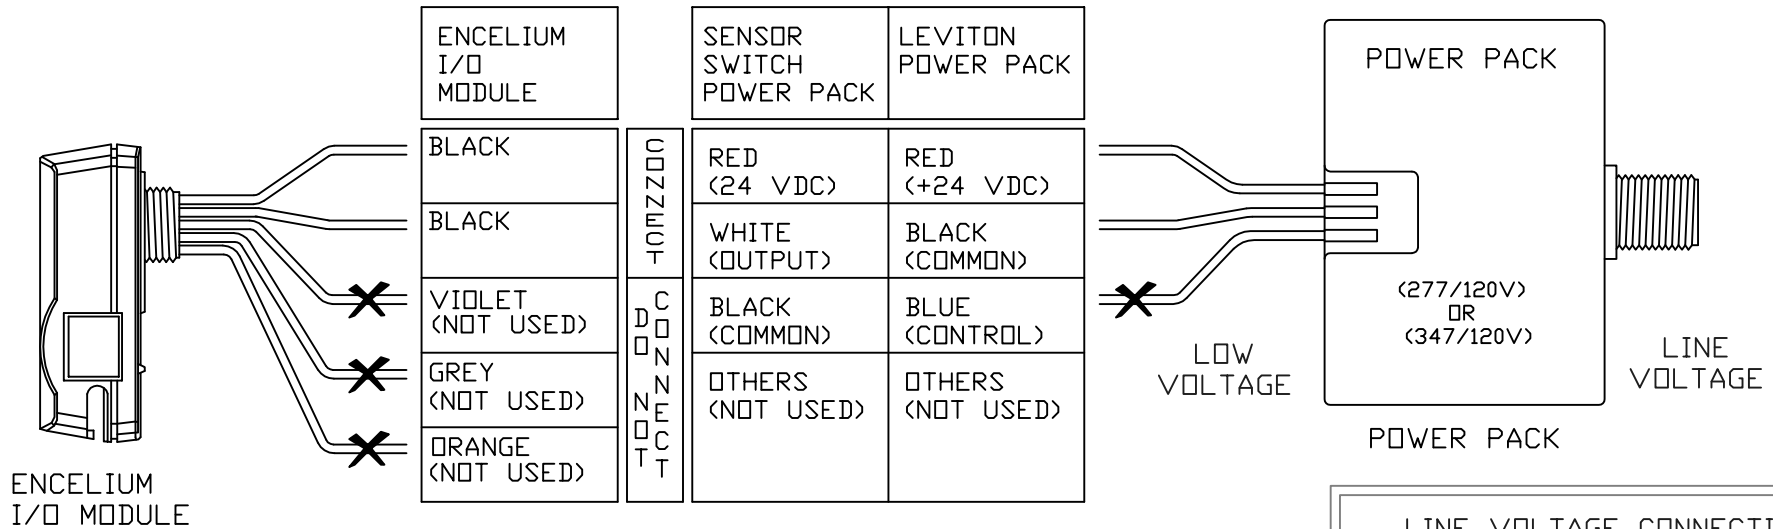 ENCELIUM
I/O
MODULE
SENSOR
SWITCH
POWER PACK
LEVITON
POWER PACK
BLACK
BLACK
VIOLET
(NOT USED)
GREY
(NOT USED)
ORANGE
(NOT USED)
CONNECT
DO NOT
CONNECT
RED
(24 VDC)
RED
(+24 VDC)
WHITE
(OUTPUT)
BLACK
(COMMON)
BLACK
(COMMON)
BLUE
(CONTROL)
OTHERS
(NOT USED)
OTHERS
(NOT USED)
POWER PACK
(277/120V)
OR
(347/120V)
LOW
VOLTAGE
LINE
VOLTAGE
POWER PACK
ENCELIUM
I/O MODULE
LINE VOLTAGE